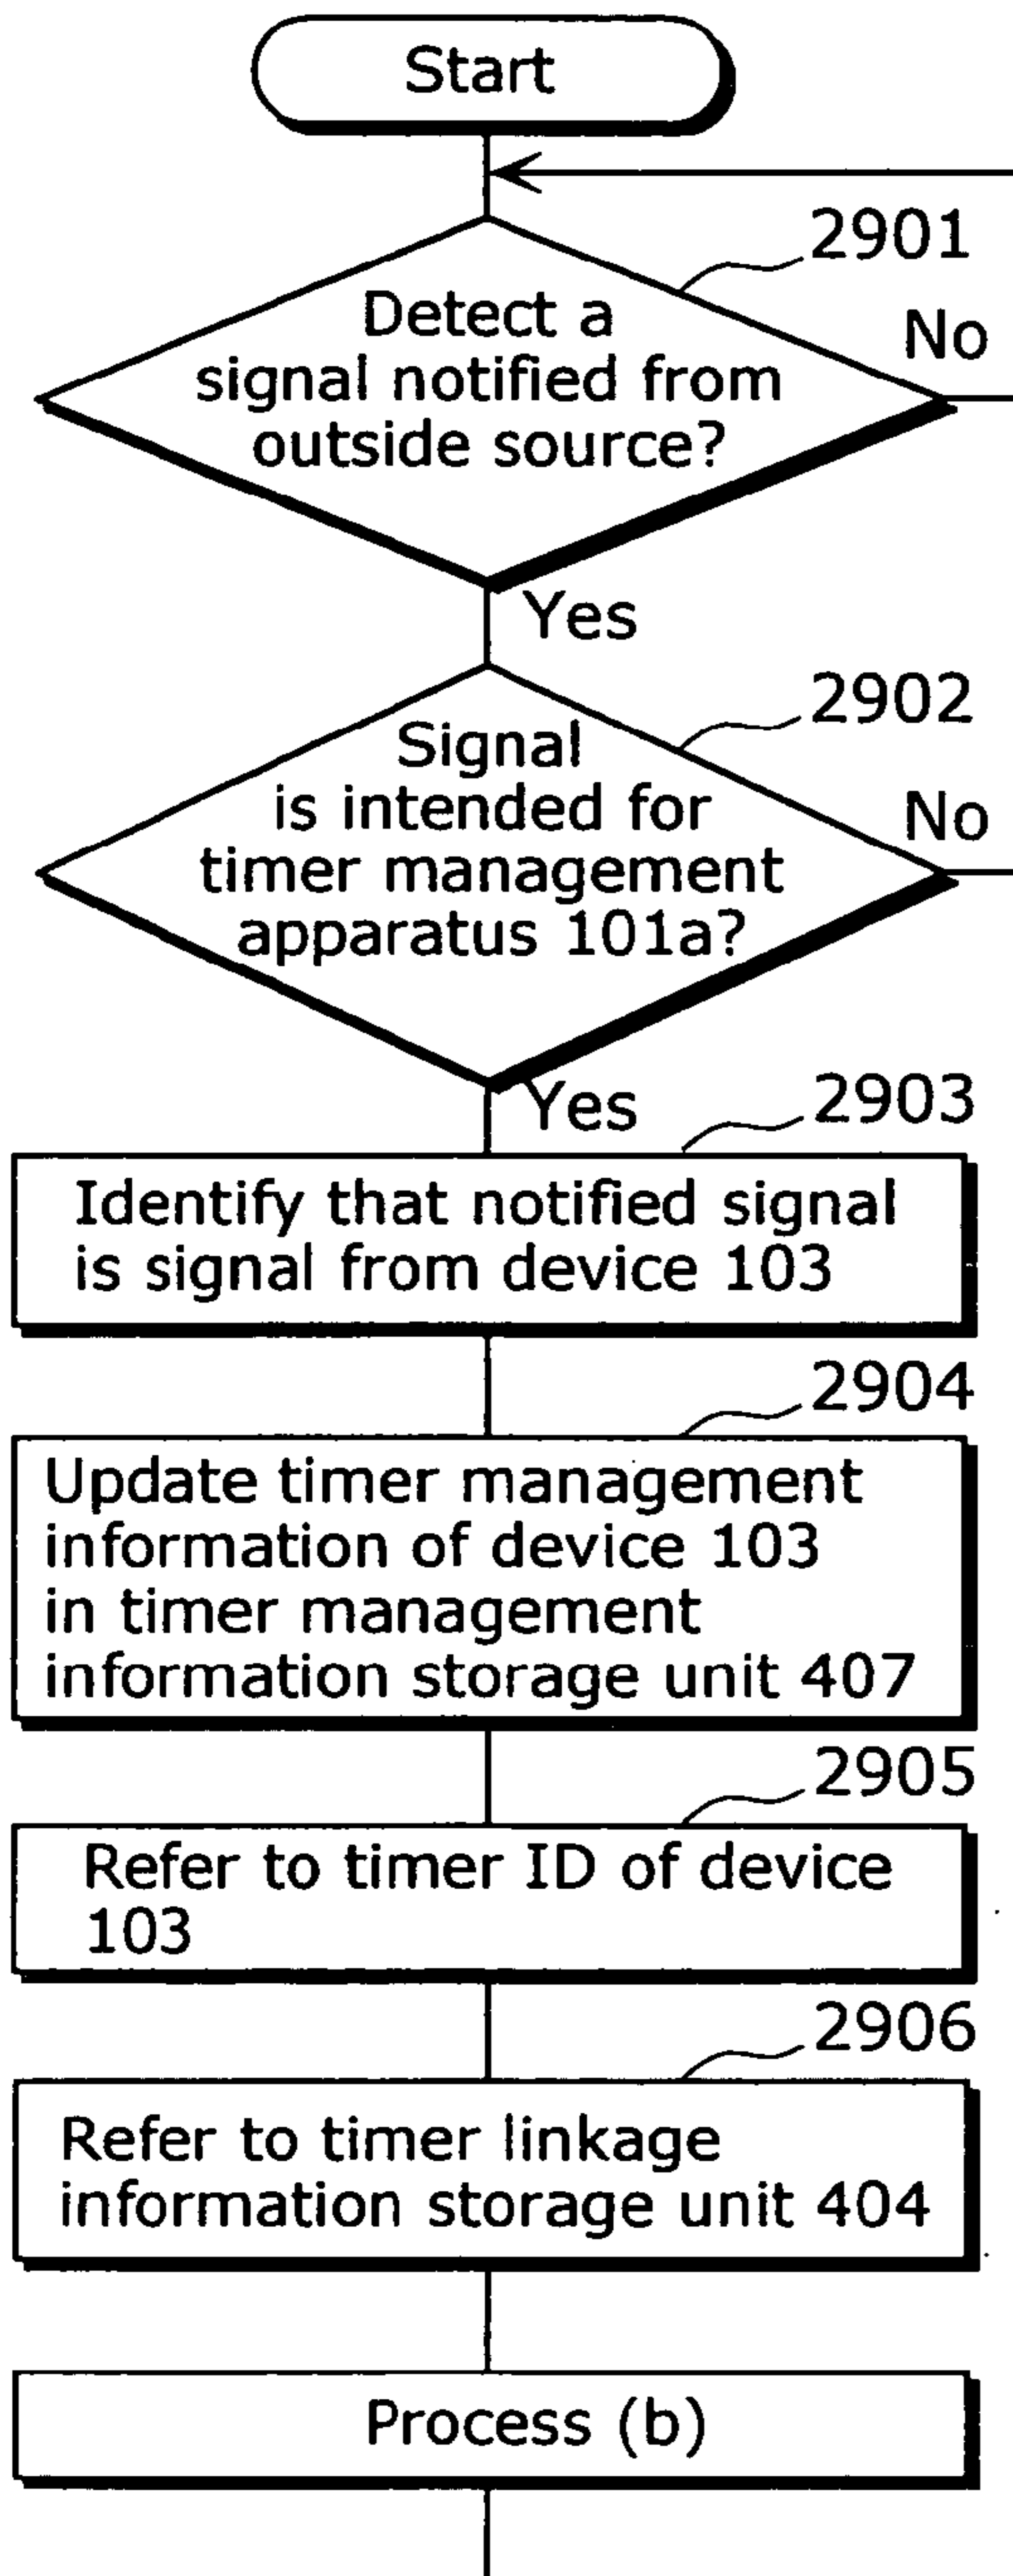 Start
2901
Detect a
signal notified from
outside source?
No
Yes
2902
Signal
is intended for
timer management
apparatus 101a?
No
Yes
2903
Identify that notified signal
is signal from device 103
2904
Update timer management
information of device 103
in timer management
information storage unit 407
2905
Refer to timer ID of device
103
2906
Refer to timer linkage
information storage unit 404
Process (b)